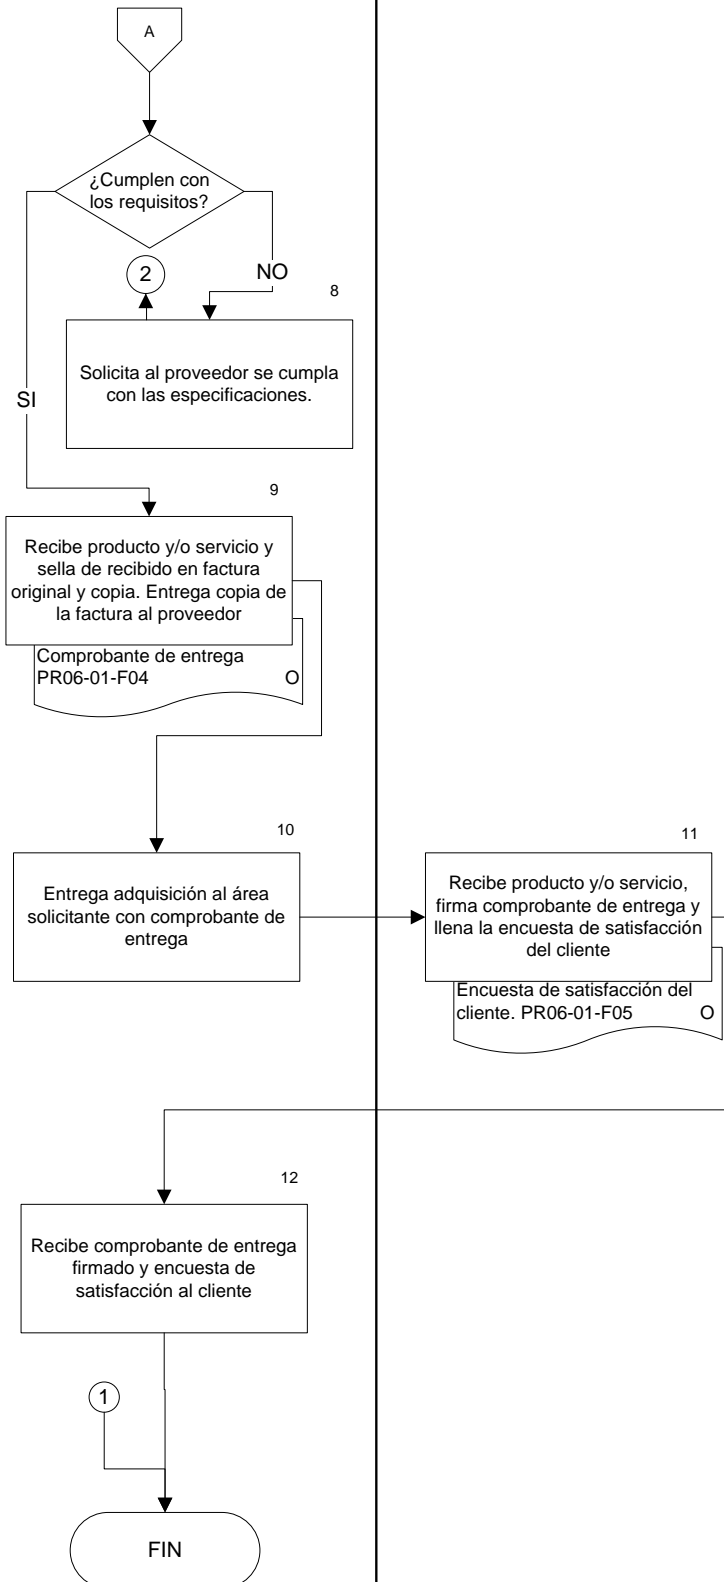 A
¿Cumplen con
los requisitos?
2
NO
8
Solicita al proveedor se cumpla
con las especificaciones.
SI
9
Recibe producto y/o servicio y
sella de recibido en factura
original y copia. Entrega copia de
la factura al proveedor
Comprobante de entrega
PR06-01-F04 O
10
Entrega adquisición al área
solicitante con comprobante de
entrega
11
Recibe producto y/o servicio,
firma comprobante de entrega y
llena la encuesta de satisfacción
del cliente
Encuesta de satisfacción del
cliente. PR06-01-F05 O
12
Recibe comprobante de entrega
firmado y encuesta de
satisfacción al cliente
1
FIN